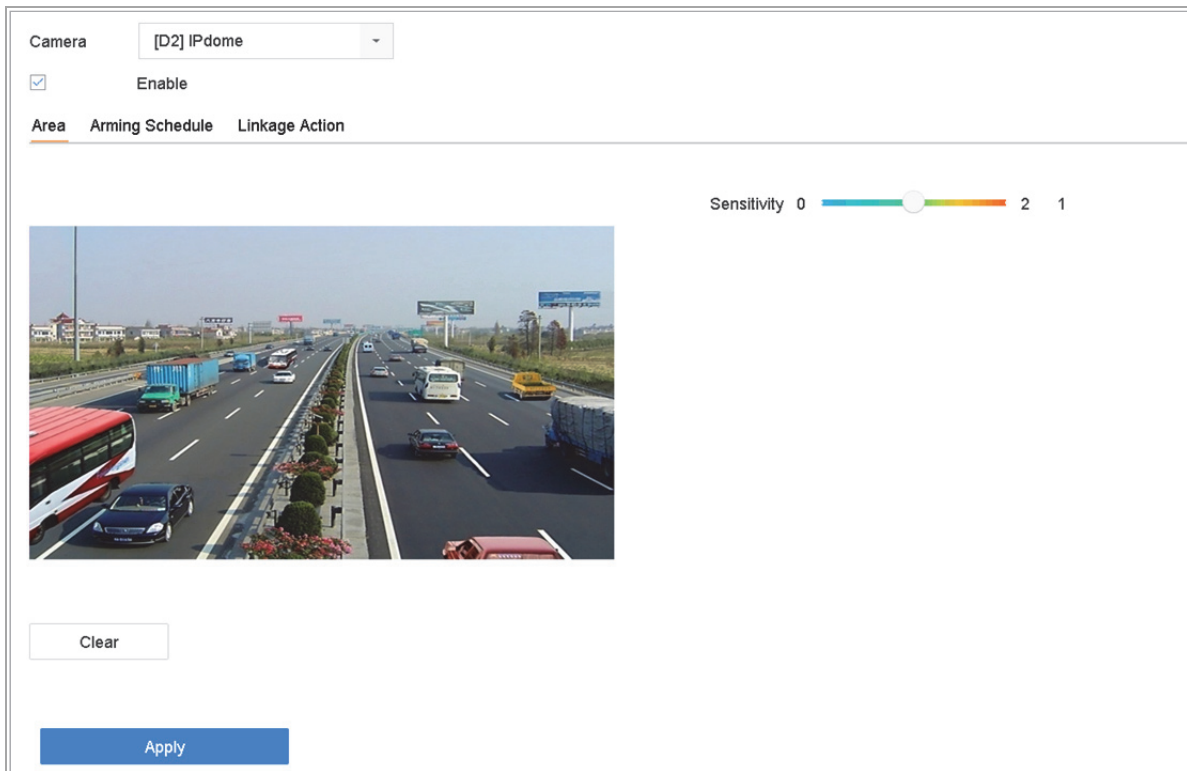 Camera [D2] IPdome
Enable
Area Arming Schedule Linkage Action
Sensitivity 0 2 1
Clear
Apply